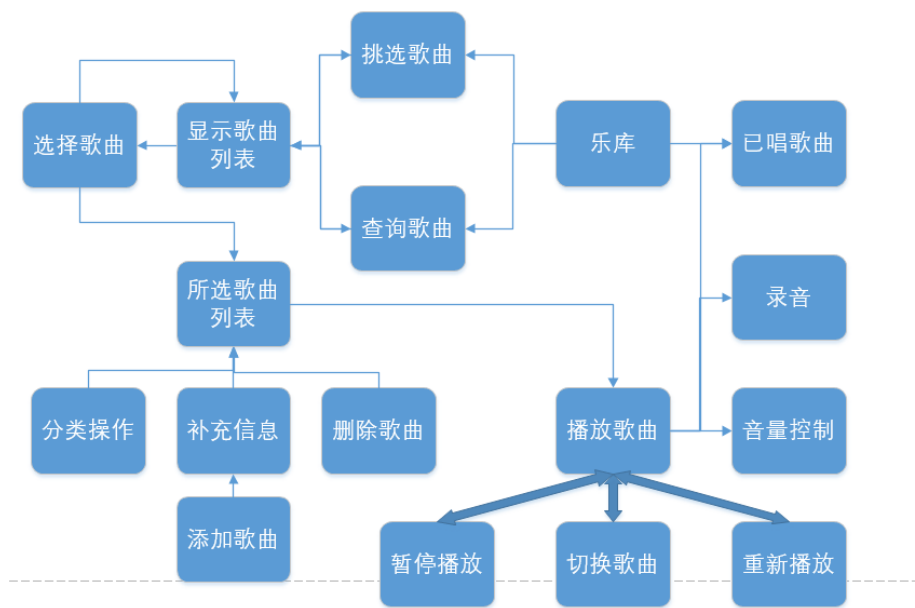 挑选歌曲
选择歌曲
显示歌曲
列表
乐库
已唱歌曲
查询歌曲
所选歌曲
列表
录音
分类操作
补充信息
删除歌曲
播放歌曲
音量控制
添加歌曲
暂停播放
切换歌曲
重新播放